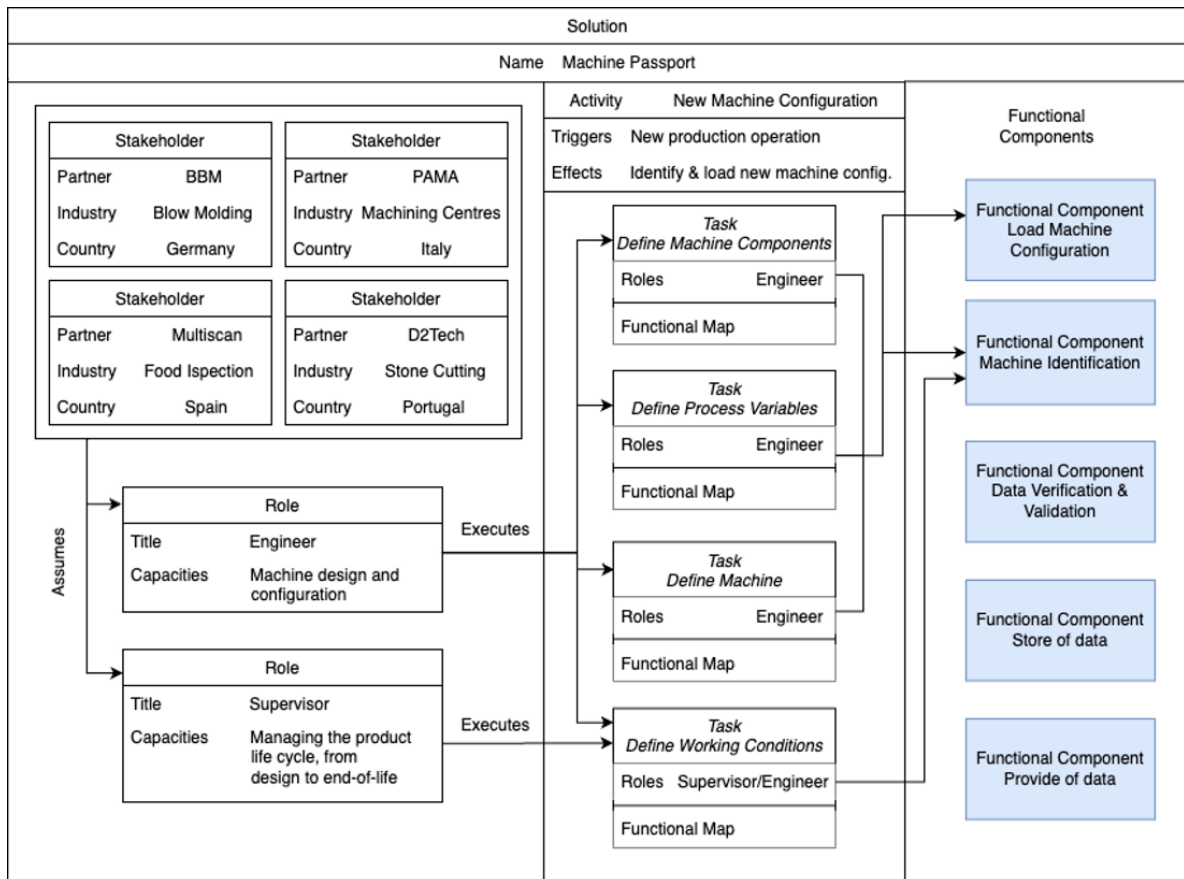 Solution
Name Machine Passport
Stakeholder
Partner BBM
Industry Blow Molding
Country Germany
Stakeholder
Partner PAMA
Industry Machining Centres
Country Italy
Stakeholder
Partner Multiscan
Industry Food Ispection
Country Spain
Stakeholder
Partner D2Tech
Industry Stone Cutting
Country Portugal
Assumes
Role
Title Engineer
Capacities Machine design and
configuration
Executes
Role
Title Supervisor
Capacities Managing the product
life cycle, from
design to end-of-life
Executes
Activity New Machine Configuration
Triggers New production operation
Effects Identify & load new machine config.
Task
Define Machine Components
Roles Engineer
Functional Map
Task
Define Process Variables
Roles Engineer
Functional Map
Task
Define Machine
Roles Engineer
Functional Map
Task
Define Working Conditions
Roles Supervisor/Engineer
Functional Map
Functional
Components
Functional Component
Load Machine
Configuration
Functional Component
Machine Identification
Functional Component
Data Verification &
Validation
Functional Component
Store of data
Functional Component
Provide of data